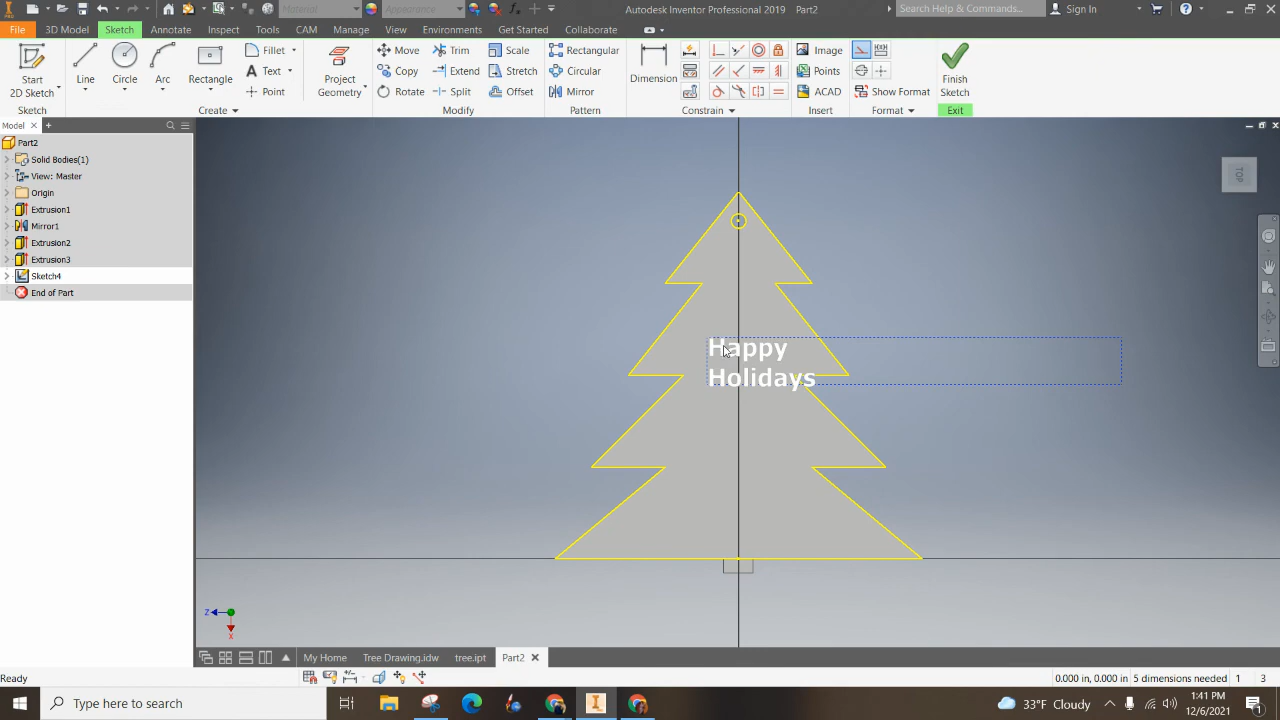 Autodesk Inventor Professional 2019   Part2
Material
Appearance
Search Help & Commands...
Sign In
File
3D Model
Sketch
Annotate
Inspect
Tools
CAM
Manage
View
Environments
Get Started
Collaborate
Start
2D Sketch
Line
Circle
Arc
Rectangle
Fillet
Text
Point
Project
Geometry
Move
Copy
Rotate
Trim
Extend
Split
Scale
Stretch
Offset
Rectangular
Circular
Mirror
Dimension
Image
Points
ACAD
Show Format
Finish
Sketch
Sketch
Create
Modify
Pattern
Constrain
Insert
Format
Exit
Model
Part2
Solid Bodies(1)
View: Master
Origin
Extrusion1
Mirror1
Extrusion2
Extrusion3
Sketch4
End of Part
TOP
Happy
Holidays
Z
X
My Home
Tree Drawing.idw
tree.ipt
Part2
Ready
0.000 in, 0.000 in
5 dimensions needed
1
3
Type here to search
33°F Cloudy
1:41 PM
12/6/2021